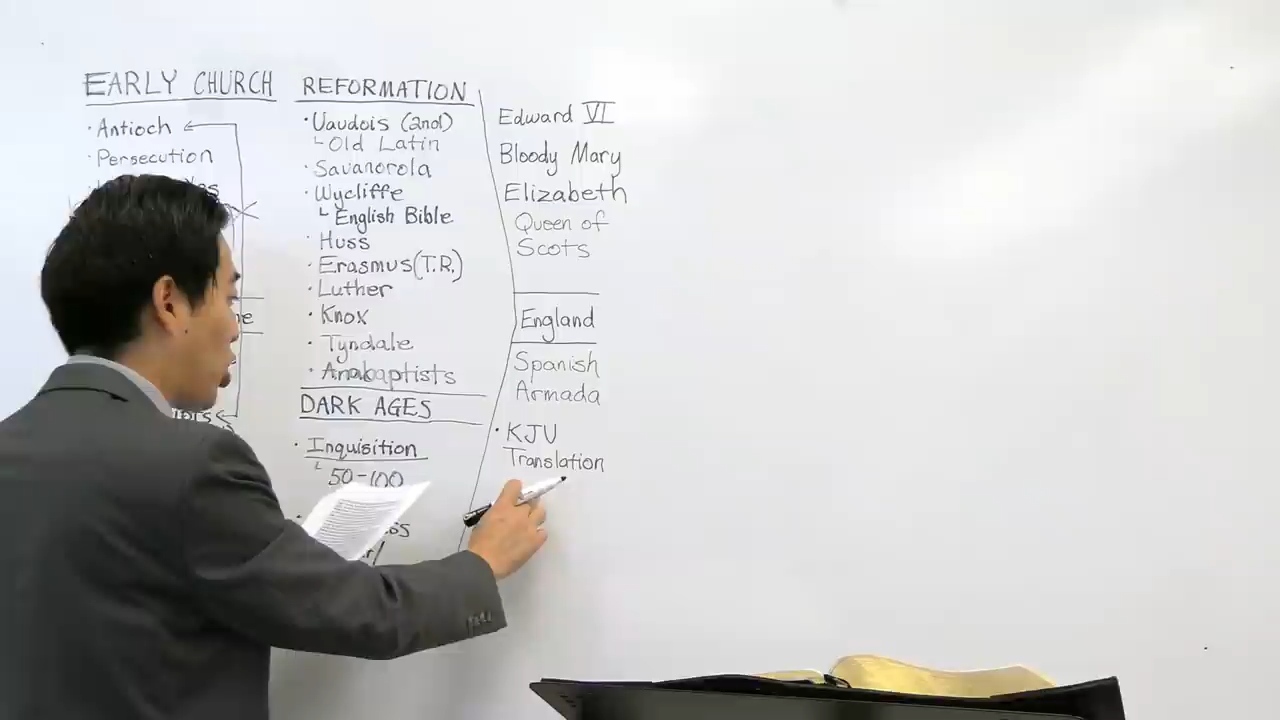 EARLY CHURCH
· Antioch
· Persecution
REFORMATION
· Vaudois (2nd)
└ Old Latin
· Savanorola
· Wycliffe
└ English Bible
· Huss
· Erasmus (T.R.)
· Luther
· Knox
· Tyndale
· Anabaptists
DARK AGES
· Inquisition
└ 50-100
Edward VI
Bloody Mary
Elizabeth
Queen of
Scots
England
Spanish
Armada
· KJV
Translation